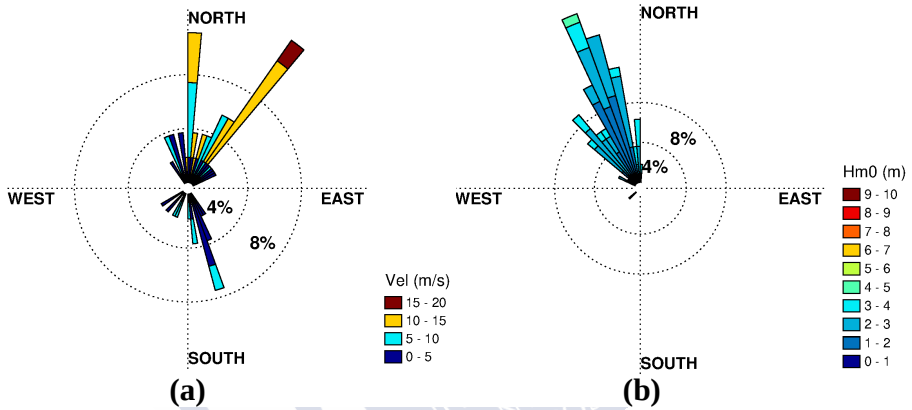 NORTH
WEST
EAST
4%
8%
SOUTH
Vel (m/s)
15 - 20
10 - 15
5 - 10
0 - 5
(a)
NORTH
8%
4%
WEST
EAST
SOUTH
Hm0 (m)
9 - 10
8 - 9
7 - 8
6 - 7
5 - 6
4 - 5
3 - 4
2 - 3
1 - 2
0 - 1
(b)